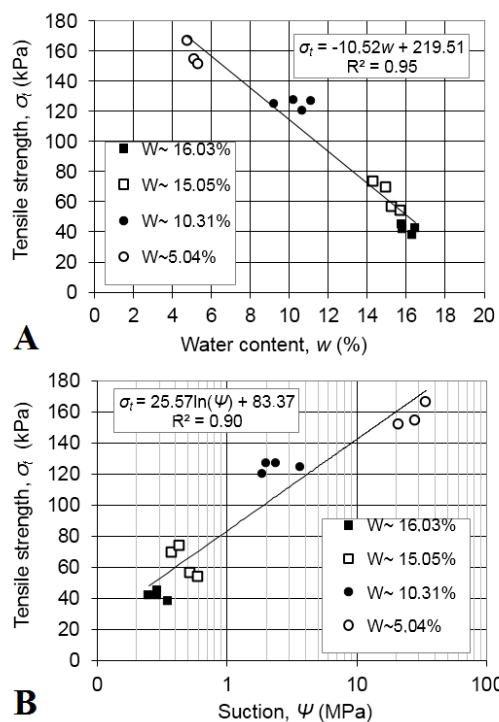 180
160
140
120
100
80
60
40
20
0
Tensile strength, σt (kPa)
σt = -10.52w + 219.51
R² = 0.95
W~ 16.03%
W~ 15.05%
W~ 10.31%
W~5.04%
0 2 4 6 8 10 12 14 16 18 20
Water content, w (%)
A
180
160
140
120
100
80
60
40
20
0
Tensile strength, σt (kPa)
σt = 25.57ln(Ψ) + 83.37
R² = 0.90
W~ 16.03%
W~ 15.05%
W~ 10.31%
W~5.04%
0 1 10 100
Suction, Ψ (MPa)
B